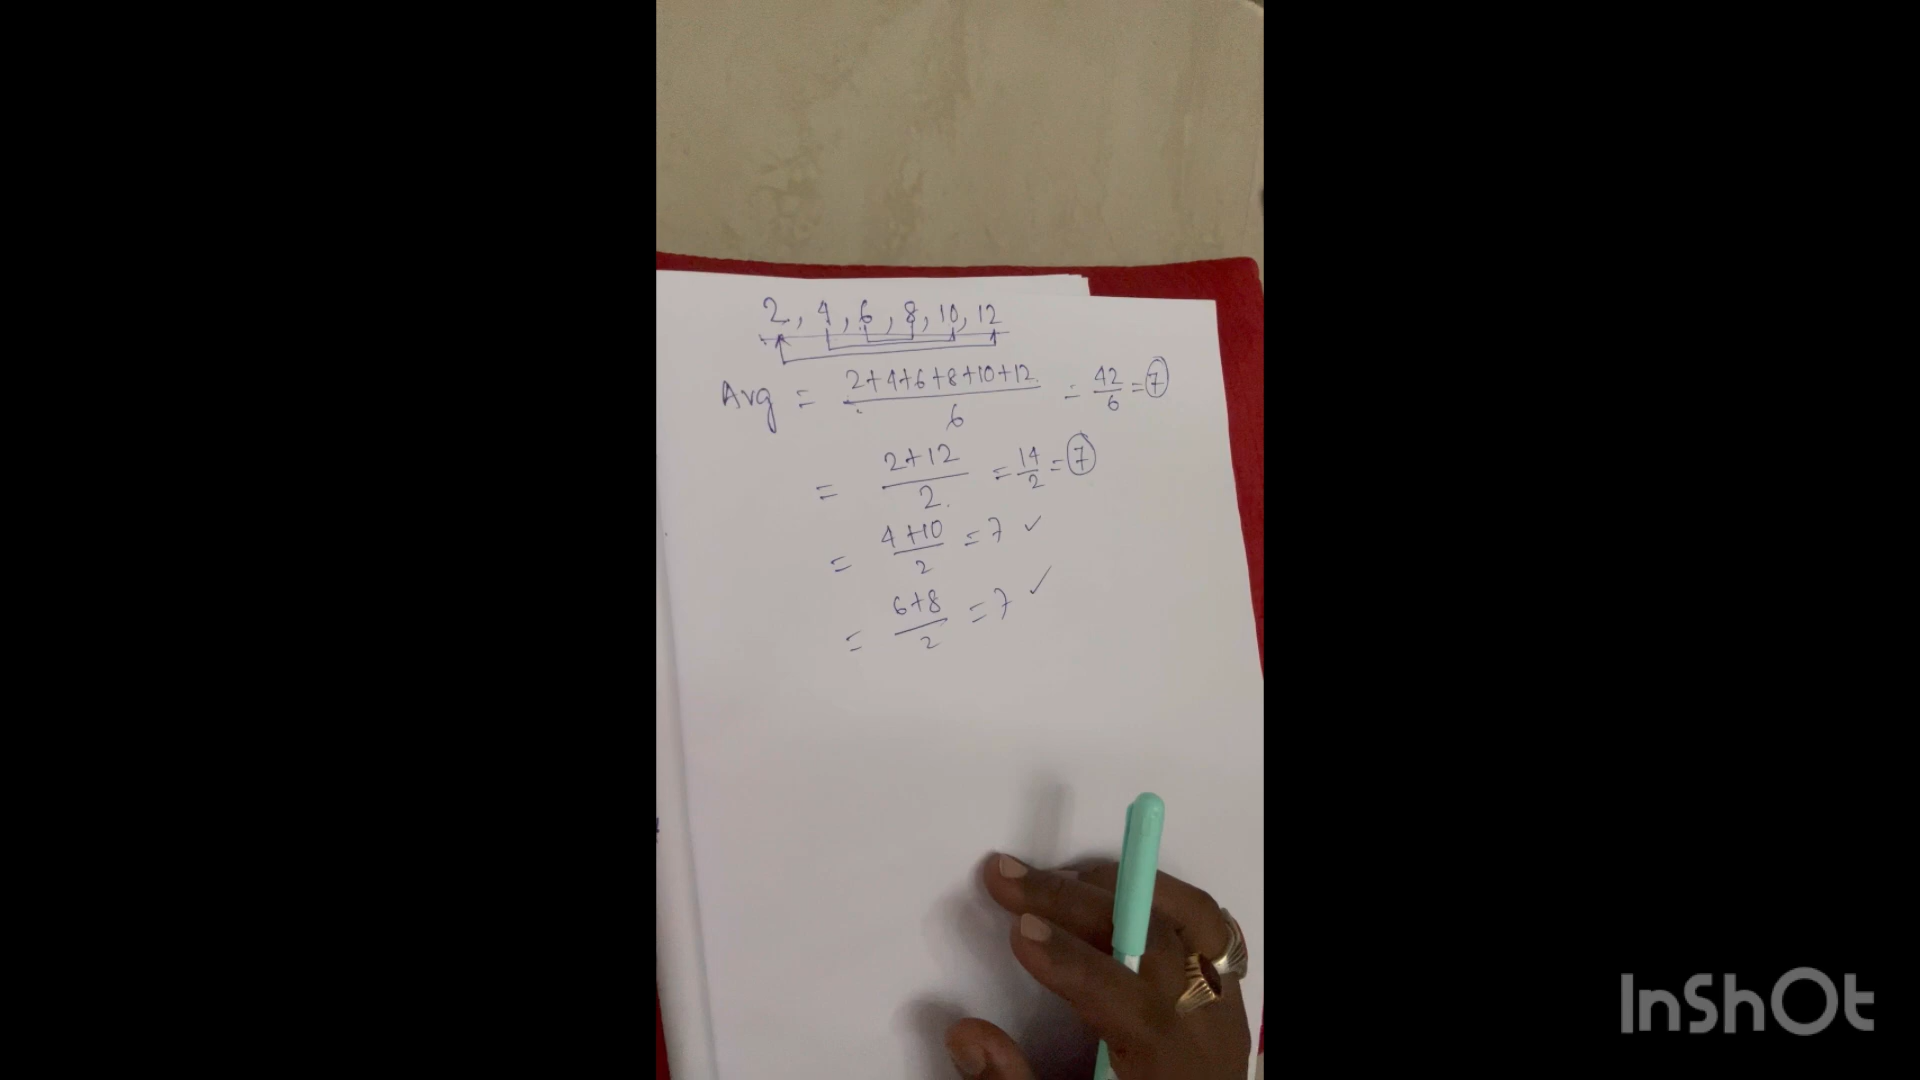 2, 4, 6, 8, 10, 12
Avg = 2+4+6+8+10+12 / 6 = 42/6 = 7
= 2+12 / 2 = 14/2 = 7
= 4+10 / 2 = 7 ✓
= 6+8 / 2 = 7 ✓
InShOt